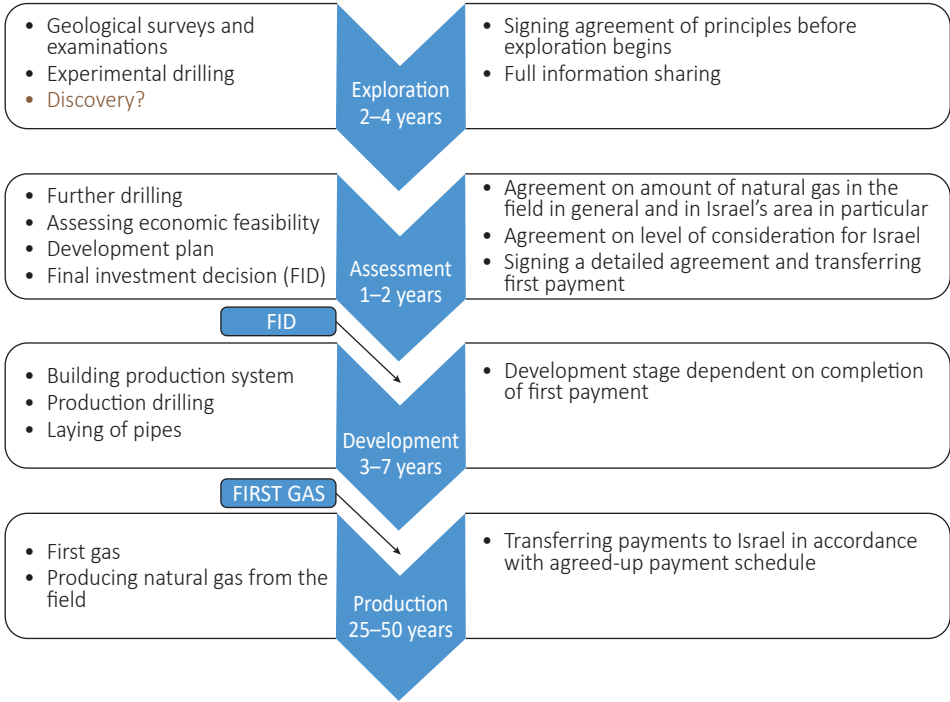 • Geological surveys and
examinations
• Experimental drilling
• Discovery?
Exploration
2–4 years
• Signing agreement of principles before
exploration begins
• Full information sharing
• Further drilling
• Assessing economic feasibility
• Development plan
• Final investment decision (FID)
Assessment
1–2 years
• Agreement on amount of natural gas in the
field in general and in Israel’s area in particular
• Agreement on level of consideration for Israel
• Signing a detailed agreement and transferring
first payment
FID
• Building production system
• Production drilling
• Laying of pipes
Development
3–7 years
• Development stage dependent on completion
of first payment
FIRST GAS
• First gas
• Producing natural gas from the
field
Production
25–50 years
• Transferring payments to Israel in accordance
with agreed-up payment schedule